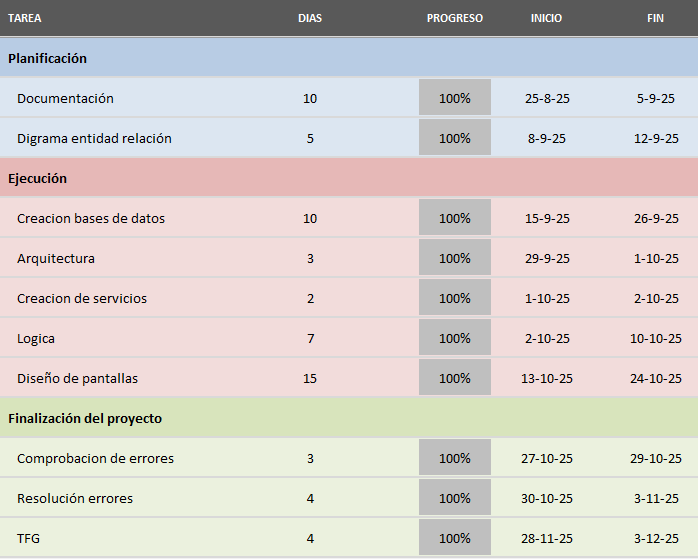 TAREA DIAS PROGRESO INICIO FIN
Planificación
Documentación 10 100% 25-8-25 5-9-25
Digrama entidad relación 5 100% 8-9-25 12-9-25
Ejecución
Creacion bases de datos 10 100% 15-9-25 26-9-25
Arquitectura 3 100% 29-9-25 1-10-25
Creacion de servicios 2 100% 1-10-25 2-10-25
Logica 7 100% 2-10-25 10-10-25
Diseño de pantallas 15 100% 13-10-25 24-10-25
Finalización del proyecto
Comprobacion de errores 3 100% 27-10-25 29-10-25
Resolución errores 4 100% 30-10-25 3-11-25
TFG 4 100% 28-11-25 3-12-25